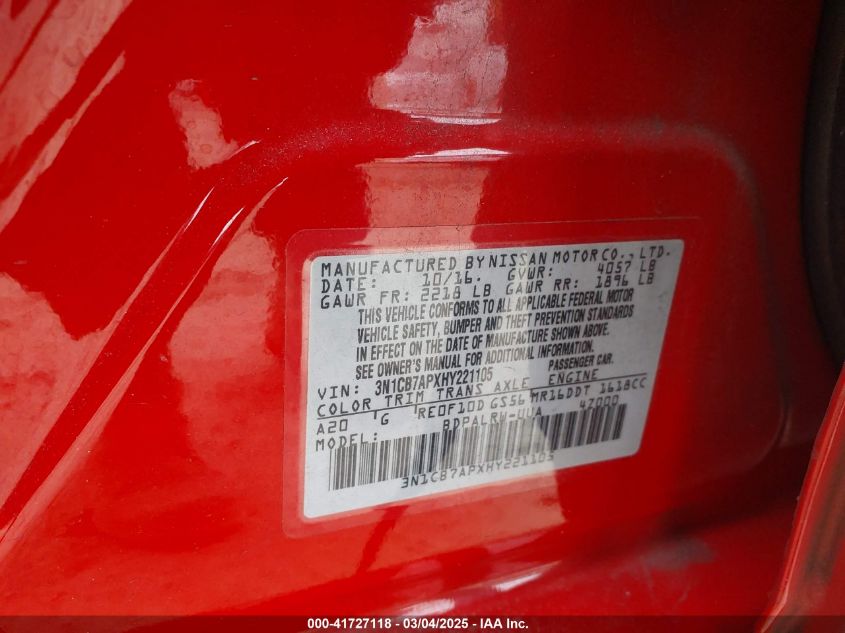 MANUFACTURED BY NISSAN MOTOR CO., LTD.
DATE: 10/16. GVWR: 4057 LB
GAWR FR: 2218 LB GAWR RR: 1896 LB
THIS VEHICLE CONFORMS TO ALL APPLICABLE FEDERAL MOTOR
VEHICLE SAFETY, BUMPER AND THEFT PREVENTION STANDARDS
IN EFFECT ON THE DATE OF MANUFACTURE SHOWN ABOVE.
SEE OWNER'S MANUAL FOR ADDITIONAL INFORMATION.
PASSENGER CAR.
VIN: 3N1CB7APXHY221105
COLOR TRIM TRANS AXLE ENGINE
A20 'G 'RE0F10D GS56 MR16DDT 1618CC
MODEL: BDPALRW-UUA 4Z000
3N1CB7APXHY221105
000-41727118 - 03/04/2025 - IAA Inc.